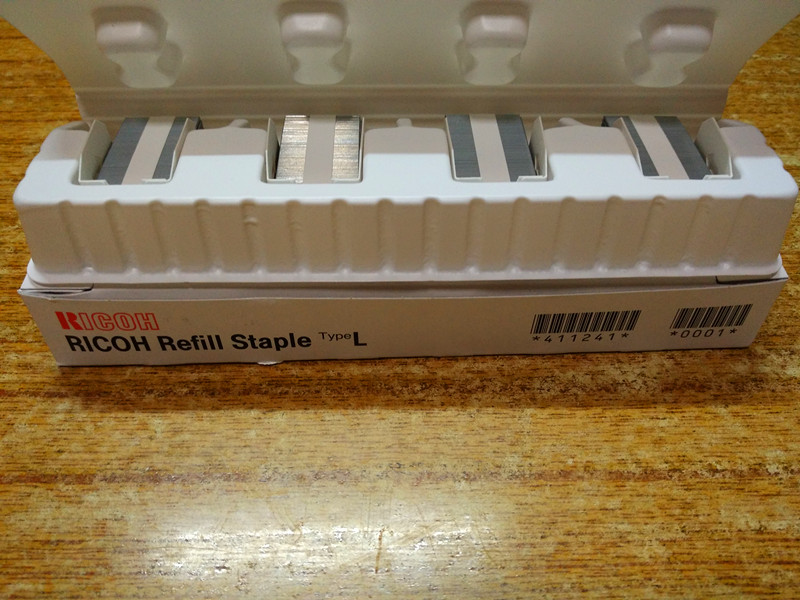 RICOH
RICOH Refill Staple Type L
*411241*
*0001*